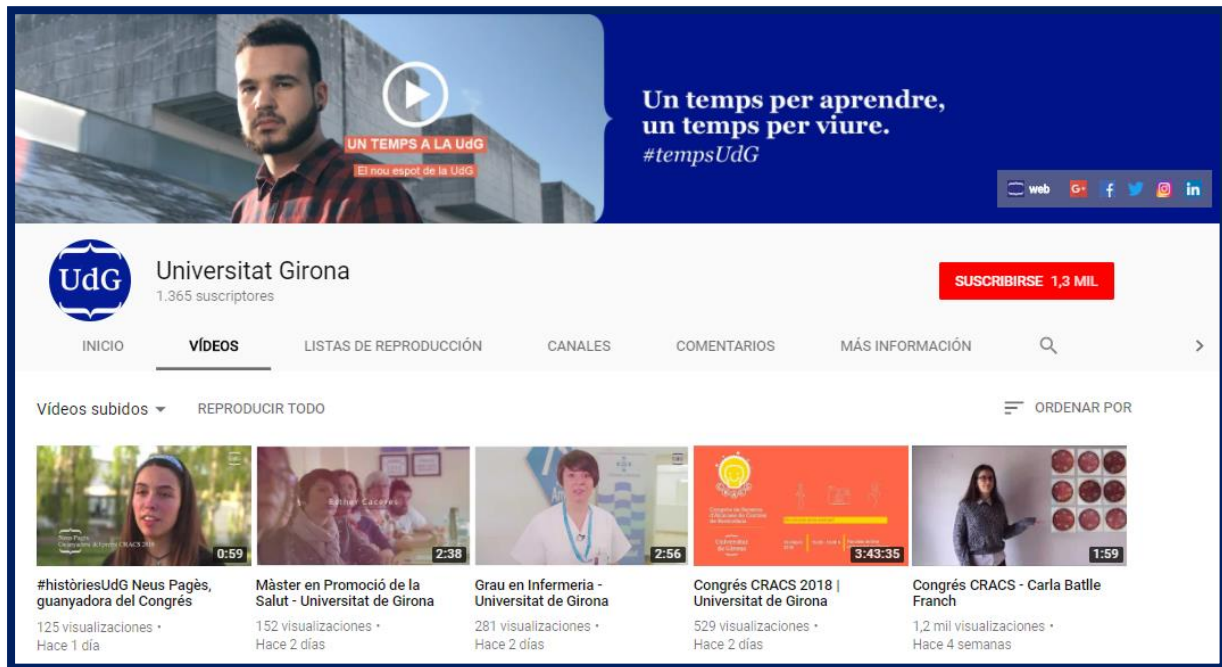 UN TEMPS A LA UdG
El nou espot de la UdG
Un temps per aprendre,
un temps per viure.
#tempsUdG
web
UdG
Universitat Girona
1.365 suscriptores
SUSCRIBIRSE 1,3 MIL
INICIO VÍDEOS LISTAS DE REPRODUCCIÓN CANALES COMENTARIOS MÁS INFORMACIÓN
Vídeos subidos REPRODUCIR TODO ORDENAR POR
0:59
2:38
2:56
3:43:35
1:59
#històriesUdG Neus Pagès,
guanyadora del Congrés
125 visualizaciones •
Hace 1 día
Màster en Promoció de la
Salut - Universitat de Girona
152 visualizaciones •
Hace 2 días
Grau en Infermeria -
Universitat de Girona
281 visualizaciones •
Hace 2 días
Congrés CRACS 2018 |
Universitat de Girona
529 visualizaciones •
Hace 2 días
Congrés CRACS - Carla Batlle
Franch
1,2 mil visualizaciones •
Hace 4 semanas